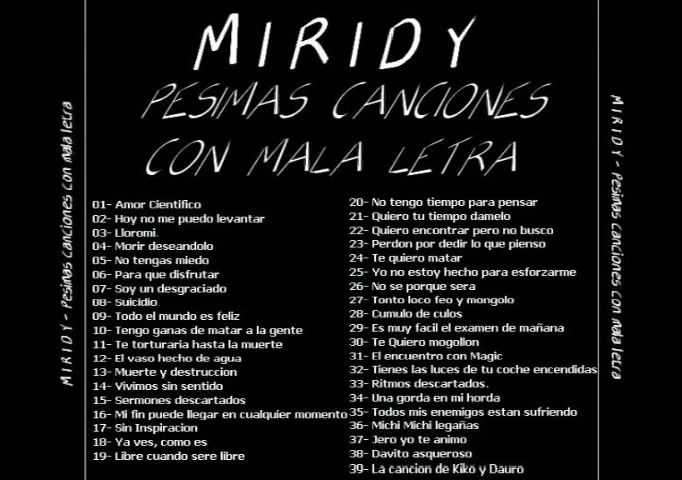 MIRIDY
PESIMAS CANCIONES
CON MALA LETRA
MIRIDY - Pesimas canciones con mala letra
01- Amor Cientifico
02- Hoy no me puedo levantar
03- Lloromi.
04- Morir deseandolo
05- No tengas miedo
06- Para que disfrutar
07- Soy un desgraciado
08- Suicidio.
09- Todo el mundo es feliz
10- Tengo ganas de matar a la gente
11- Te torturaria hasta la muerte
12- El vaso hecho de agua
13- Muerte y destruccion
14- Vivimos sin sentido
15- Sermones descartados
16- Mi fin puede llegar en cualquier momento
17- Sin Inspiracion
18- Ya ves, como es
19- Libre cuando sere libre
20- No tengo tiempo para pensar
21- Quiero tu tiempo damelo
22- Quiero encontrar pero no busco
23- Perdon por dedir lo que pienso
24- Te quiero matar
25- Yo no estoy hecho para esforzarme
26- No se porque sera
27- Tonto loco feo y mongolo
28- Cumulo de culos
29- Es muy facil el examen de mañana
30- Te Quiero mogollon
31- El encuentro con Magic
32- Tienes las luces de tu coche encendidas
33- Ritmos descartados.
34- Una gorda en mi horda
35- Todos mis enemigos estan sufriendo
36- Michi Michi legañas
37- Jero yo te animo
38- Davito asqueroso
39- La cancion de Kiko y Dauro
MIRIDY - Pesimas canciones con mala letra